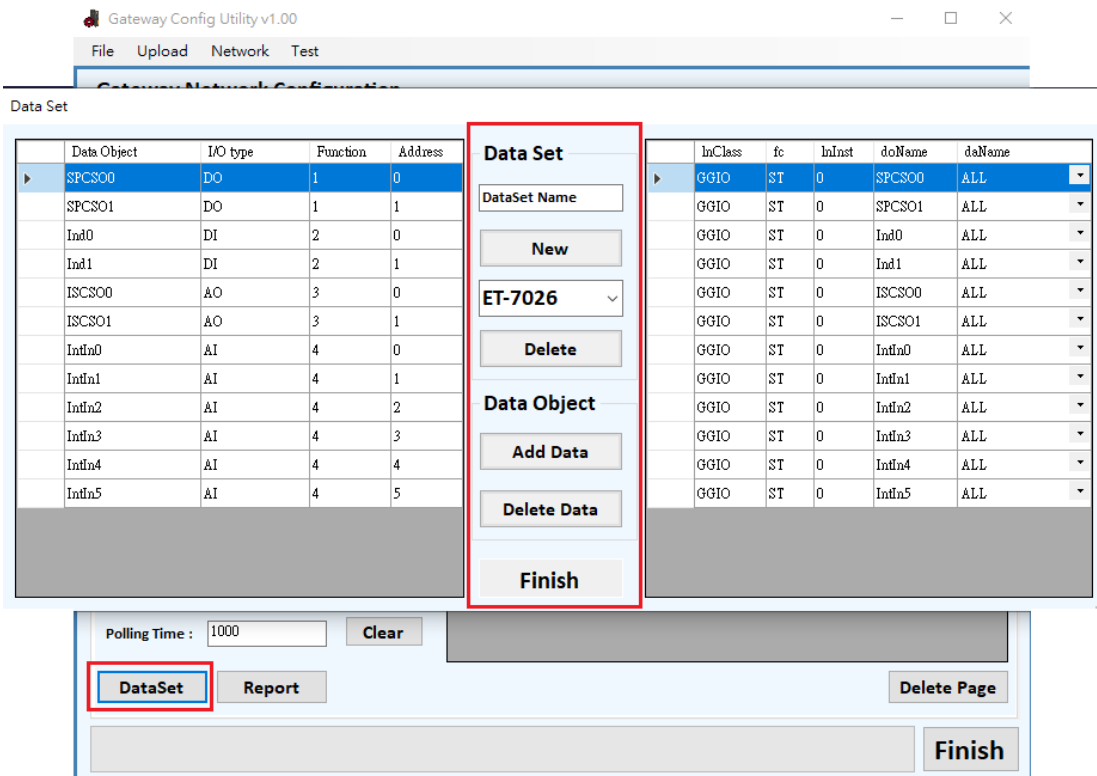 Gateway Config Utility v1.00
File Upload Network Test
Gateway Network Configuration
Data Set
Data Object I/O type Function Address
SPCSO0 DO 1 0
SPCSO1 DO 1 1
Ind0 DI 2 0
Ind1 DI 2 1
ISCSO0 AO 3 0
ISCSO1 AO 3 1
IntIn0 AI 4 0
IntIn1 AI 4 1
IntIn2 AI 4 2
IntIn3 AI 4 3
IntIn4 AI 4 4
IntIn5 AI 4 5
Data Set
DataSet Name
New
ET-7026
Delete
Data Object
Add Data
Delete Data
Finish
lnClass fc lnInst doName daName
GGIO ST 0 SPCSO0 ALL
GGIO ST 0 SPCSO1 ALL
GGIO ST 0 Ind0 ALL
GGIO ST 0 Ind1 ALL
GGIO ST 0 ISCSO0 ALL
GGIO ST 0 ISCSO1 ALL
GGIO ST 0 IntIn0 ALL
GGIO ST 0 IntIn1 ALL
GGIO ST 0 IntIn2 ALL
GGIO ST 0 IntIn3 ALL
GGIO ST 0 IntIn4 ALL
GGIO ST 0 IntIn5 ALL
Polling Time : 1000 Clear
DataSet Report Delete Page
Finish